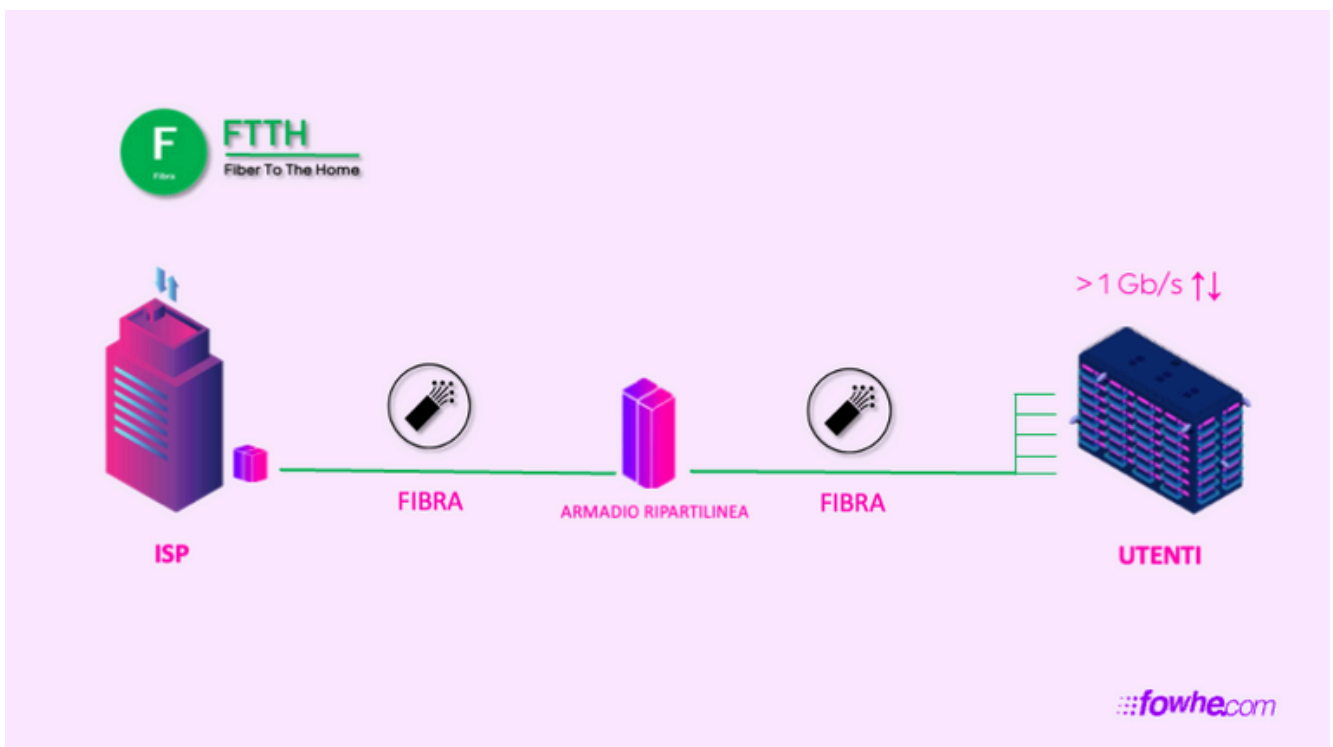 F
Fibra
FTTH
Fiber To The Home
> 1 Gb/s ↑↓
FIBRA
ARMADIO RIPARTILINEA
FIBRA
ISP
UTENTI
fowhe.com